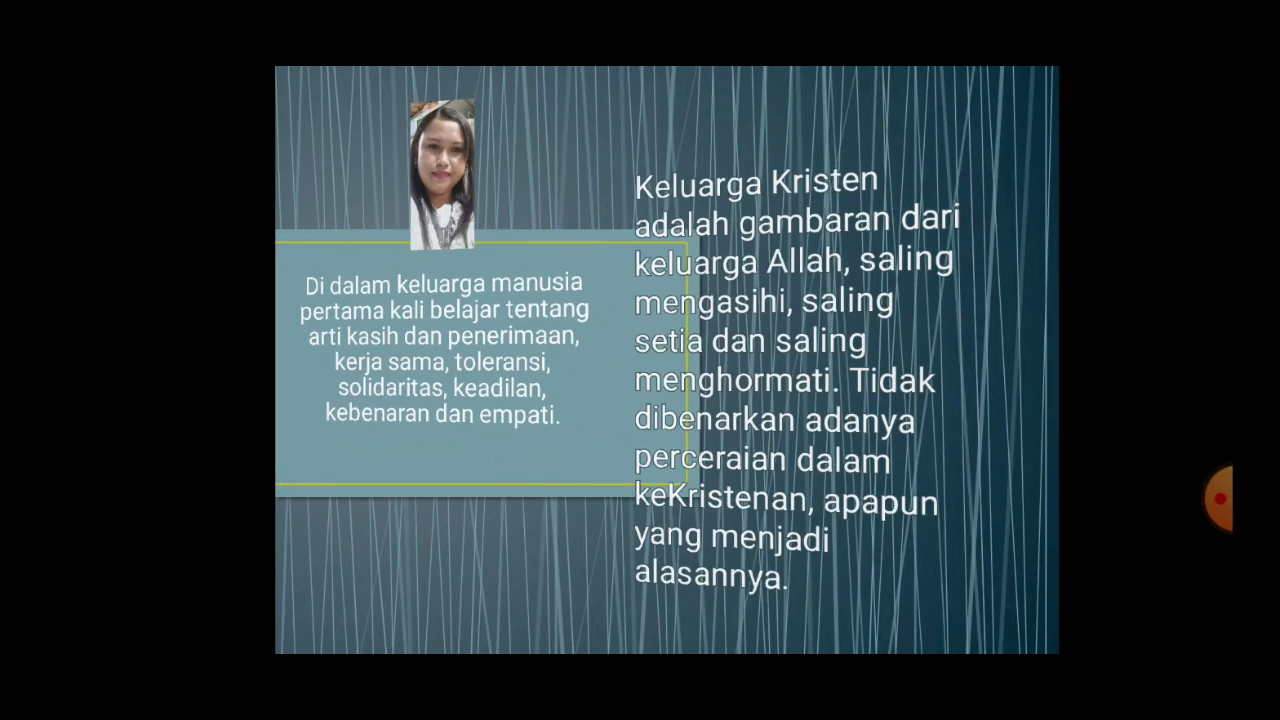 Di dalam keluarga manusia
pertama kali belajar tentang
arti kasih dan penerimaan,
kerja sama, toleransi,
solidaritas, keadilan,
kebenaran dan empati.
Keluarga Kristen
adalah gambaran dari
keluarga Allah, saling
mengasihi, saling
setia dan saling
menghormati. Tidak
dibenarkan adanya
perceraian dalam
keKristenan, apapun
yang menjadi
alasannya.